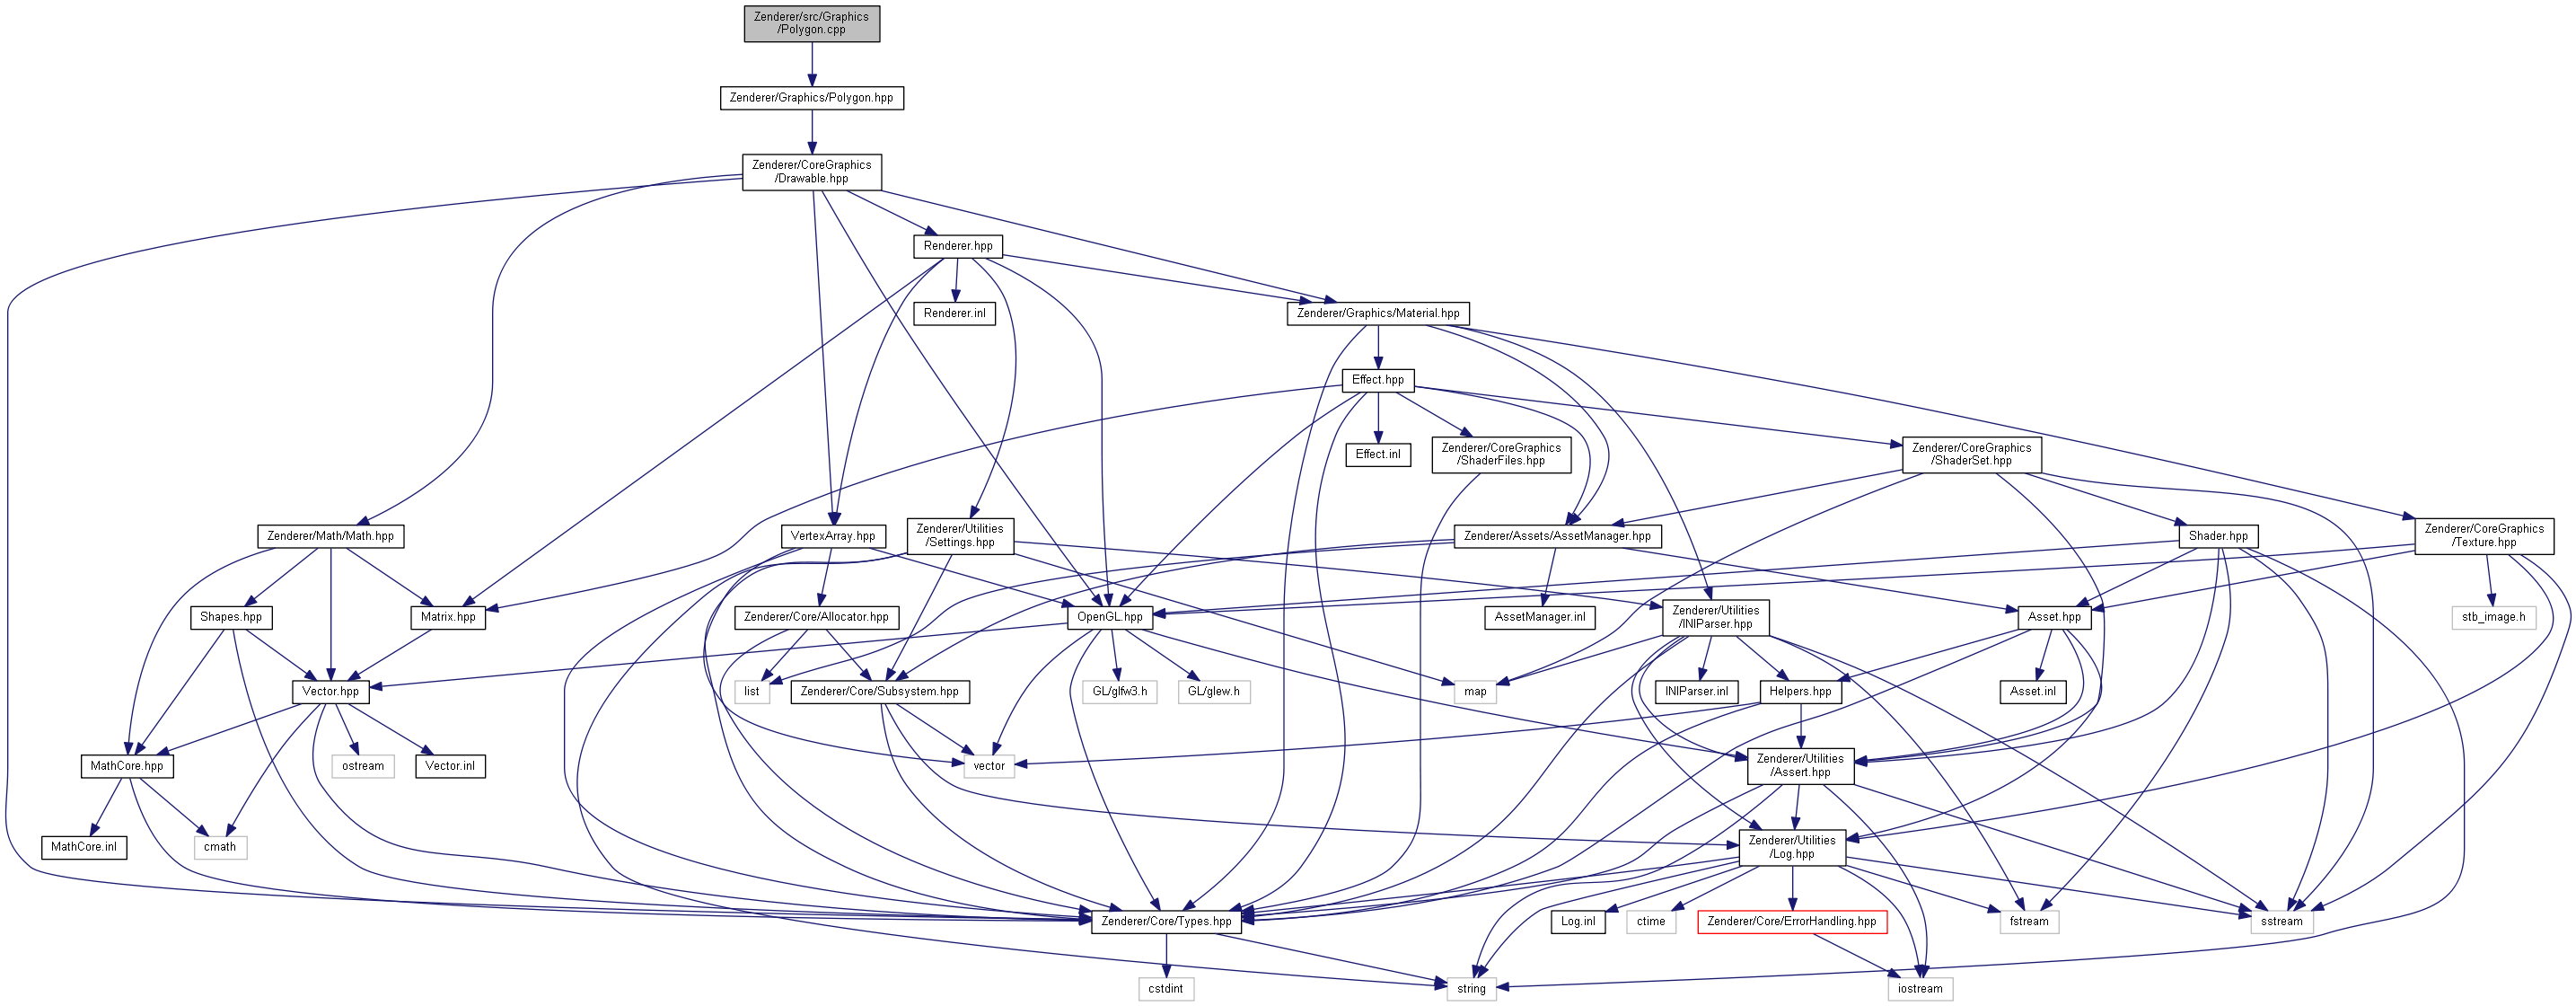 Zenderer/src/Graphics
/Polygon.cpp
Zenderer/Graphics/Polygon.hpp
Zenderer/CoreGraphics
/Drawable.hpp
Renderer.hpp
Renderer.inl
Zenderer/Graphics/Material.hpp
Effect.hpp
Effect.inl
Zenderer/CoreGraphics
/ShaderFiles.hpp
Zenderer/CoreGraphics
/ShaderSet.hpp
Zenderer/Math/Math.hpp
VertexArray.hpp
Zenderer/Utilities
/Settings.hpp
Zenderer/Assets/AssetManager.hpp
Shader.hpp
Zenderer/CoreGraphics
/Texture.hpp
Shapes.hpp
Matrix.hpp
Zenderer/Core/Allocator.hpp
OpenGL.hpp
AssetManager.inl
Zenderer/Utilities
/INIParser.hpp
Asset.hpp
stb_image.h
Vector.hpp
list
Zenderer/Core/Subsystem.hpp
GL/glfw3.h
GL/glew.h
map
INIParser.inl
Helpers.hpp
Asset.inl
MathCore.hpp
ostream
Vector.inl
vector
Zenderer/Utilities
/Assert.hpp
MathCore.inl
cmath
Zenderer/Utilities
/Log.hpp
Zenderer/Core/Types.hpp
Log.inl
ctime
Zenderer/Core/ErrorHandling.hpp
fstream
sstream
cstdint
string
iostream